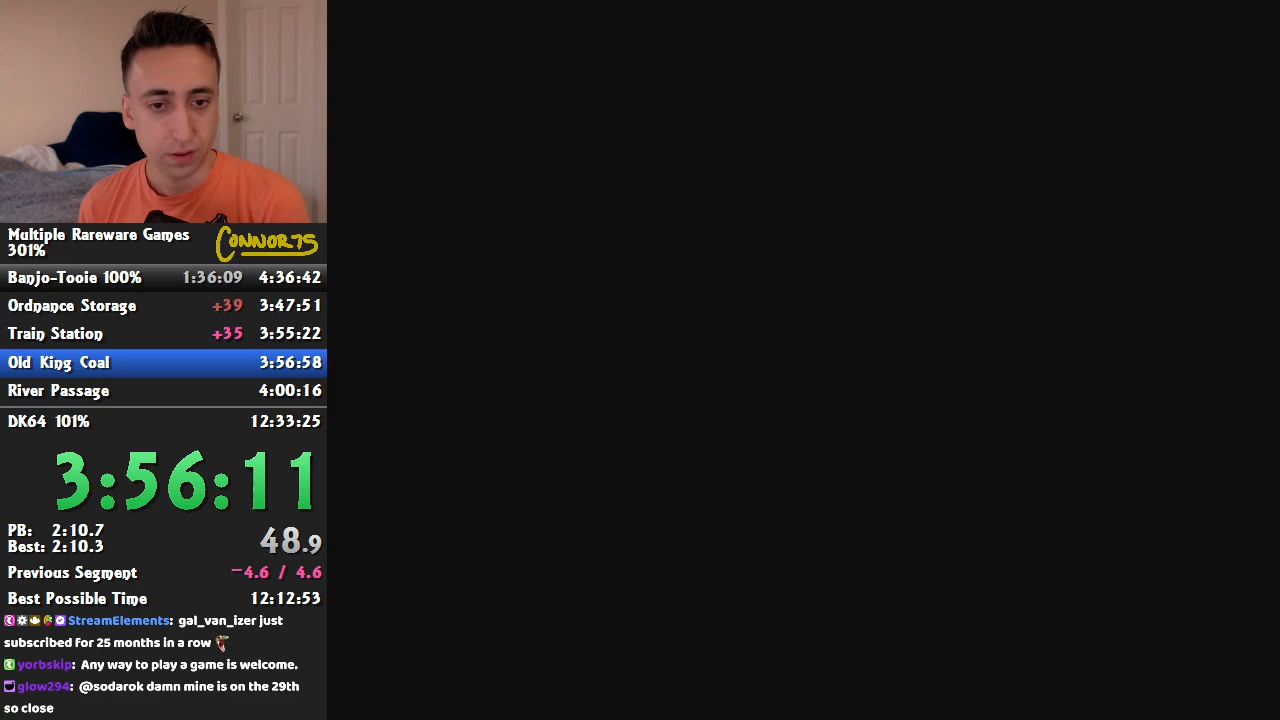 Multiple Rareware Games
301%
CONNOR75
Banjo-Tooie 100% 1:36:09 4:36:42
Ordnance Storage +39 3:47:51
Train Station +35 3:55:22
Old King Coal 3:56:58
River Passage 4:00:16
DK64 101% 12:33:25
3:56:11
PB: 2:10.7
Best: 2:10.3
48.9
Previous Segment -4.6 / 4.6
Best Possible Time 12:12:53
StreamElements: gal_van_izer just
subscribed for 25 months in a row
yorbskip: Any way to play a game is welcome.
glow294: @sodarok damn mine is on the 29th
so close